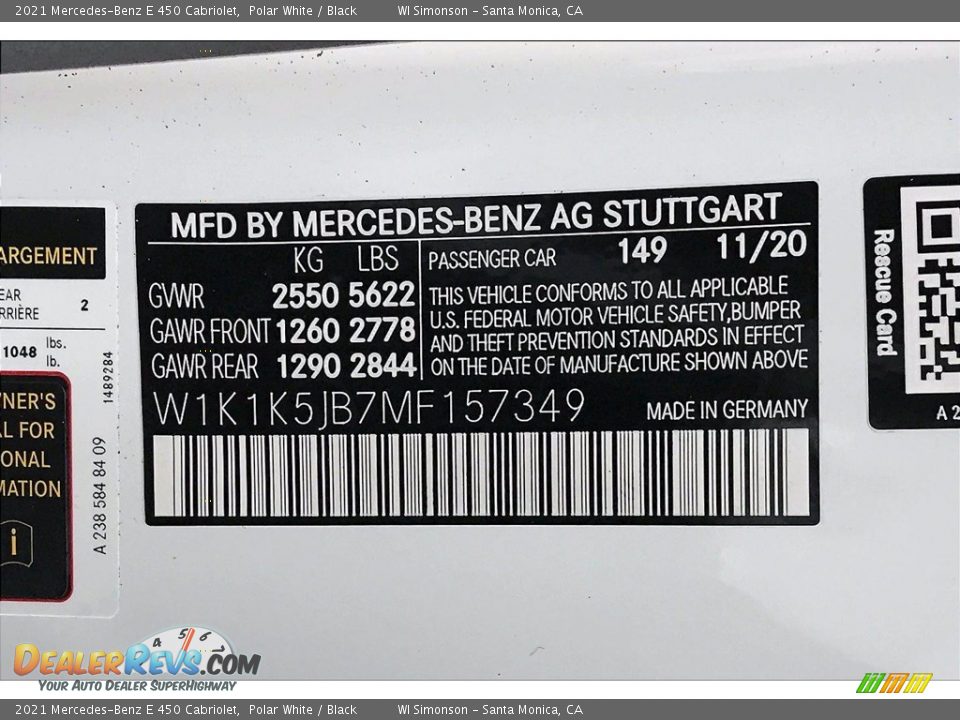 2021 Mercedes-Benz E 450 Cabriolet, Polar White / Black WI Simonson - Santa Monica, CA
ARGEMENT
EAR
RRIÈRE 2
1048 lbs.
lb.
NER'S
AL FOR
ONAL
MATION
i
1489284
A 238 584 84 09
MFD BY MERCEDES-BENZ AG STUTTGART
KG LBS
GVWR 2550 5622
GAWR FRONT 1260 2778
GAWR REAR 1290 2844
PASSENGER CAR 149 11/20
THIS VEHICLE CONFORMS TO ALL APPLICABLE
U.S. FEDERAL MOTOR VEHICLE SAFETY,BUMPER
AND THEFT PREVENTION STANDARDS IN EFFECT
ON THE DATE OF MANUFACTURE SHOWN ABOVE
W1K1K5JB7MF157349 MADE IN GERMANY
Rescue Card
A 2
4 5 6 7
DEALERREVS.COM
YOUR AUTO DEALER SUPERHIGHWAY
2021 Mercedes-Benz E 450 Cabriolet, Polar White / Black WI Simonson - Santa Monica, CA